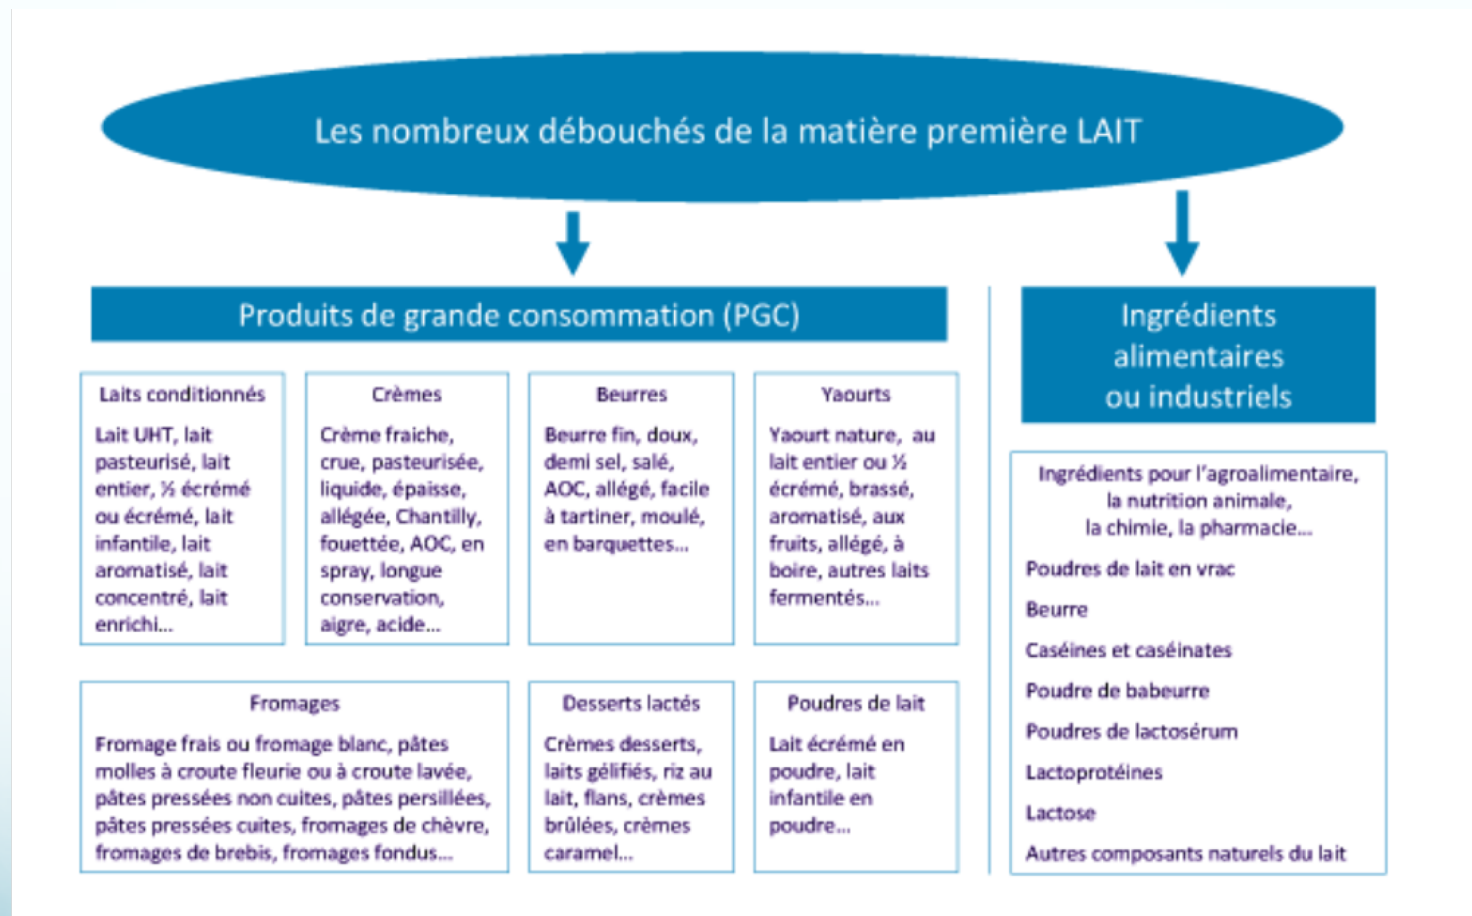 Les nombreux débouchés de la matière première LAIT
Produits de grande consommation (PGC)
Laits conditionnés
Lait UHT, lait
pasteurisé, lait
entier, ½ écrémé
ou écrémé, lait
infantile, lait
aromatisé, lait
concentré, lait
enrichi...
Crèmes
Crème fraiche,
crue, pasteurisée,
liquide, épaisse,
allégée, Chantilly,
fouettée, AOC, en
spray, longue
conservation,
aigre, acide...
Beurres
Beurre fin, doux,
demi sel, salé,
AOC, allégé, facile
à tartiner, moulé,
en barquettes...
Yaourts
Yaourt nature, au
lait entier ou ½
écrémé, brassé,
aromatisé, aux
fruits, allégé, à
boire, autres laits
fermentés...
Fromages
Fromage frais ou fromage blanc, pâtes
molles à croute fleurie ou à croute lavée,
pâtes pressées non cuites, pâtes persillées,
pâtes pressées cuites, fromages de chèvre,
fromages de brebis, fromages fondus...
Desserts lactés
Crèmes desserts,
laits gélifiés, riz au
lait, flans, crèmes
brûlées, crèmes
caramel...
Poudres de lait
Lait écrémé en
poudre, lait
infantile en
poudre...
Ingrédients
alimentaires
ou industriels
Ingrédients pour l'agroalimentaire,
la nutrition animale,
la chimie, la pharmacie...
Poudres de lait en vrac
Beurre
Caséines et caséinates
Poudre de babeurre
Poudres de lactosérum
Lactoprotéines
Lactose
Autres composants naturels du lait